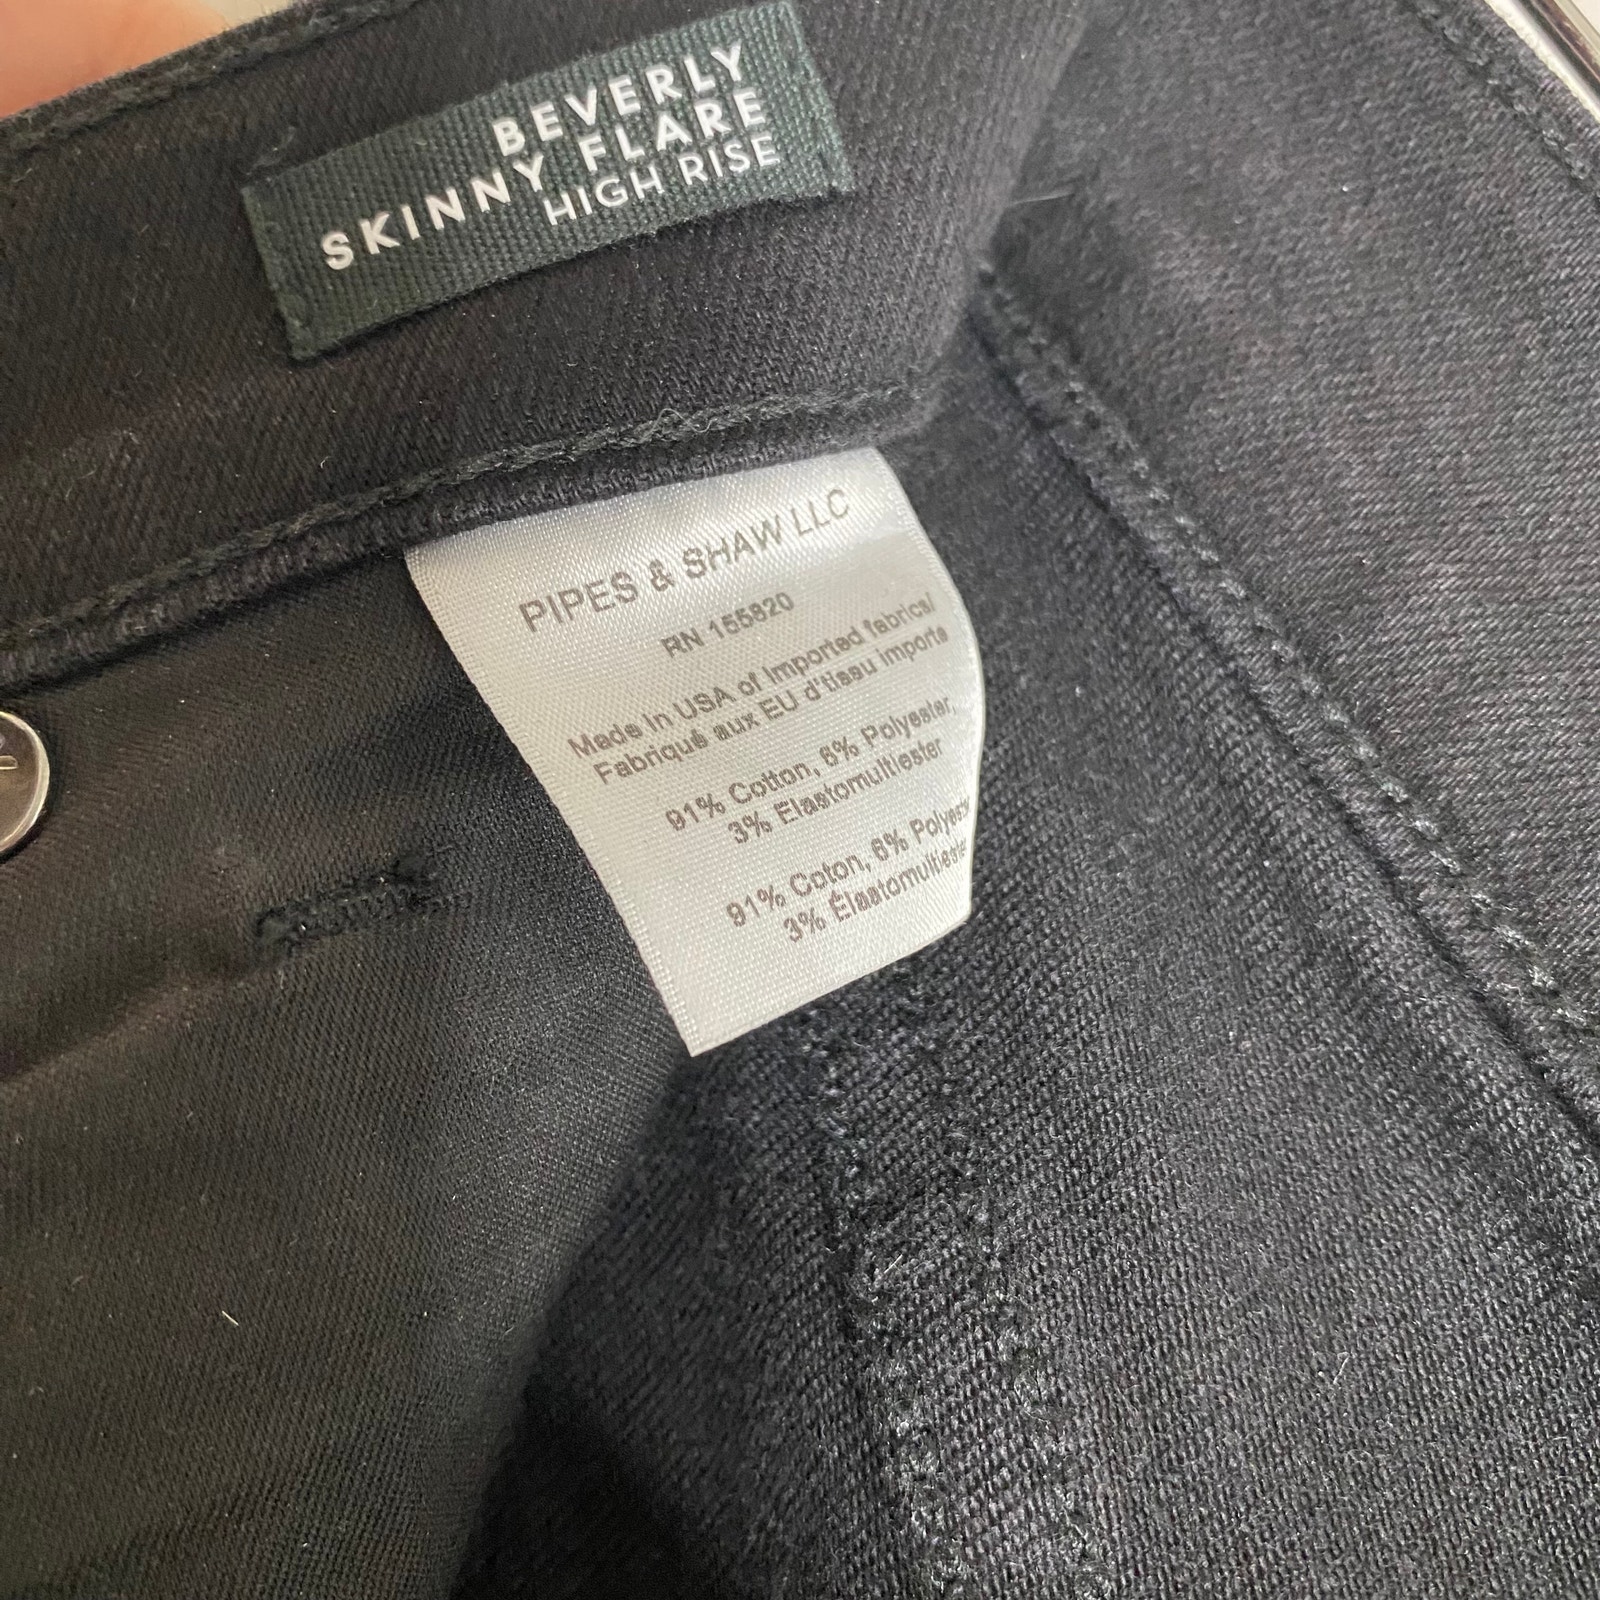 BEVERLY
SKINNY FLARE
HIGH RISE
PIPES & SHAW LLC
RN 155820
Made in USA of imported fabrics/
Fabriqué aux EU d'tissu importe
91% Cotton, 6% Polyester,
3% Elastomultiester
91% Coton, 6% Polyester
3% Élastomultiester